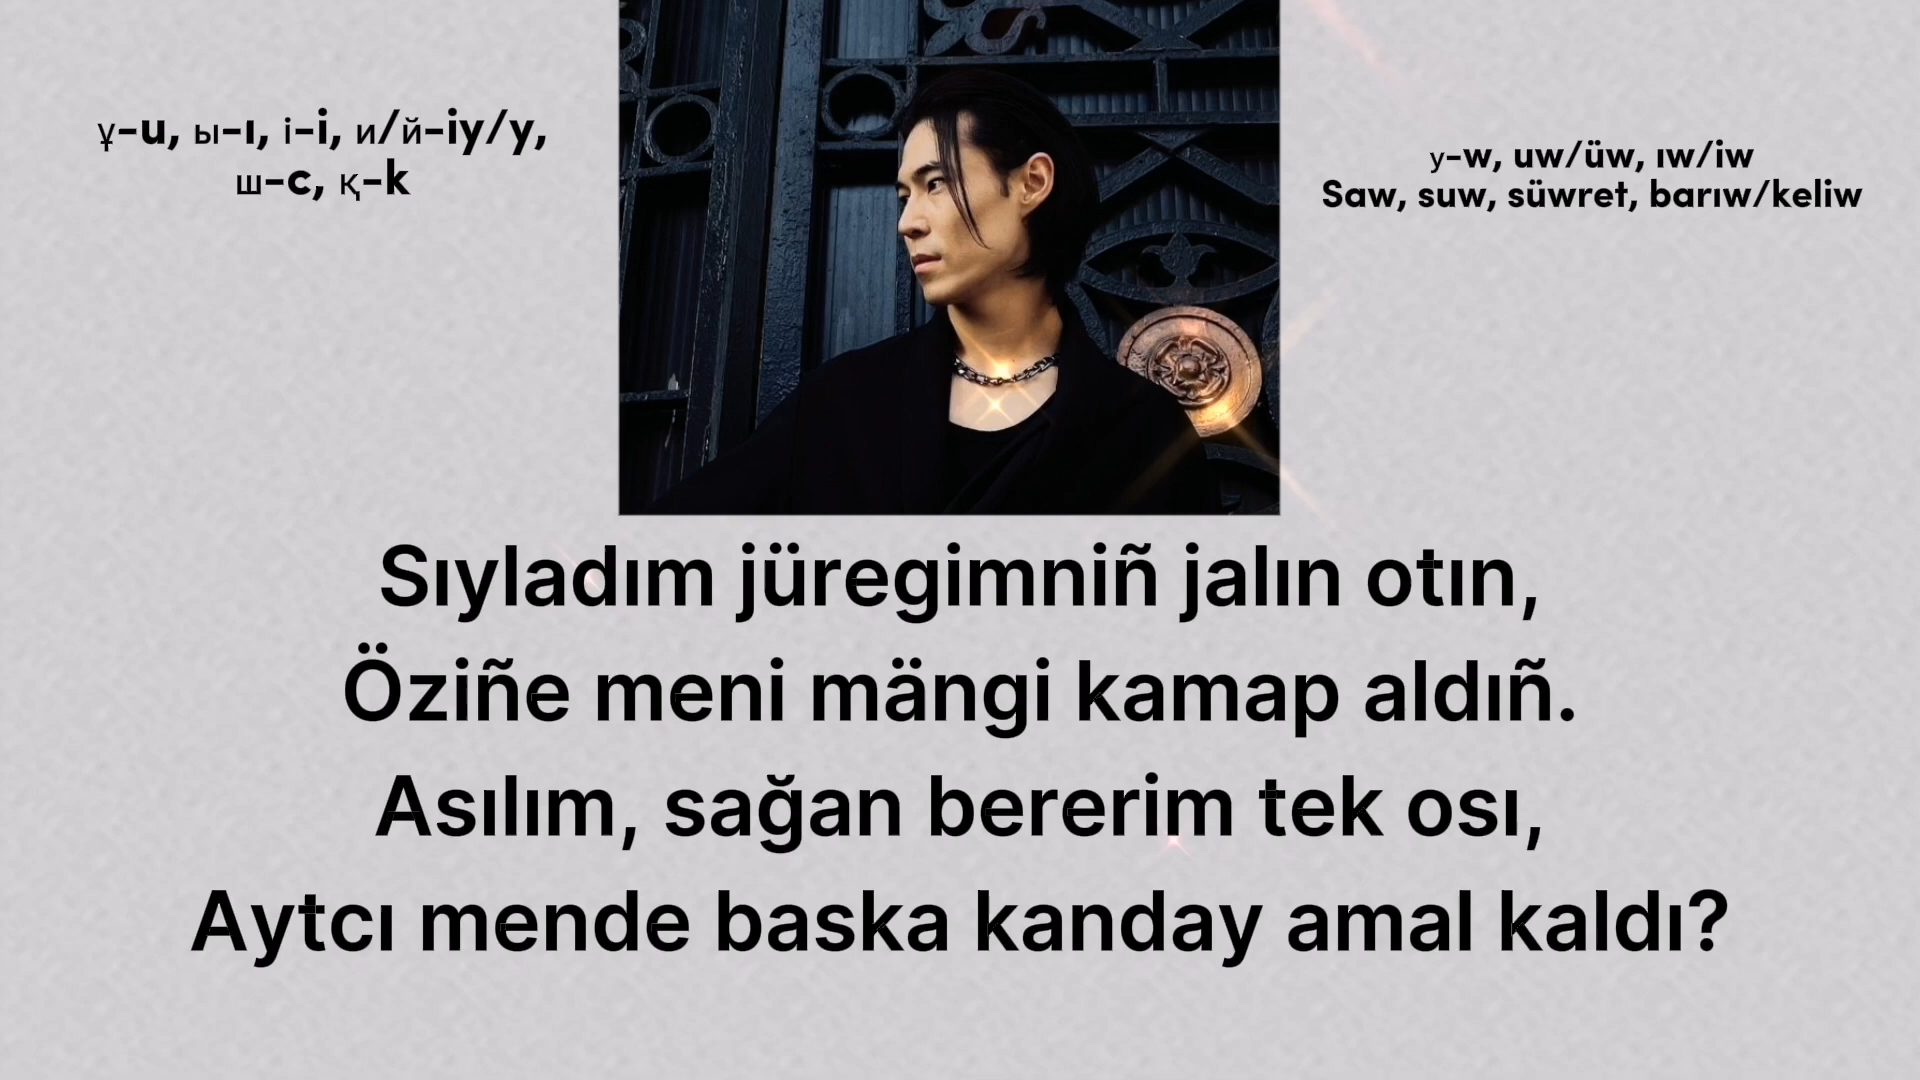 ұ-u, ы-ı, і-i, и/й-iy/y,
ш-c, қ-k
у-w, uw/üw, ıw/iw
Saw, suw, süwret, barıw/keliw
Sıyladım jüregimniñ jalın otın,
Öziñe meni mängi kamap aldıñ.
Asılım, sağan bererim tek osı,
Aytcı mende baska kanday amal kaldı?